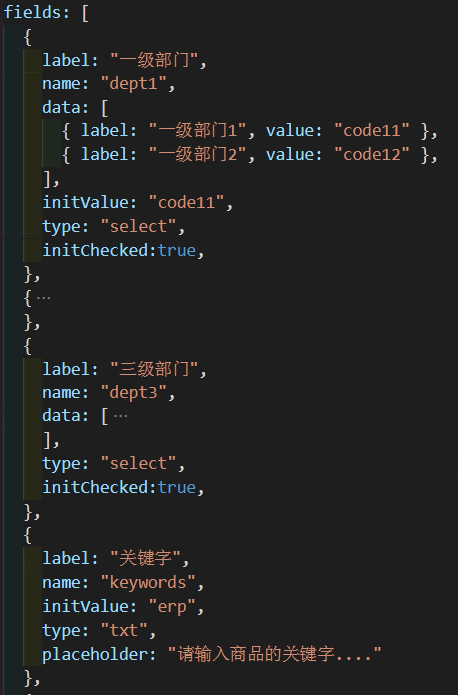 fields: [
{
label: "一级部门",
name: "dept1",
data: [
{ label: "一级部门1", value: "code11" },
{ label: "一级部门2", value: "code12" },
],
initValue: "code11",
type: "select",
initChecked:true,
},
{ ···
},
{
label: "三级部门",
name: "dept3",
data: [ ···
],
type: "select",
initChecked:true,
},
{
label: "关键字",
name: "keywords",
initValue: "erp",
type: "txt",
placeholder: "请输入商品的关键字...."
},